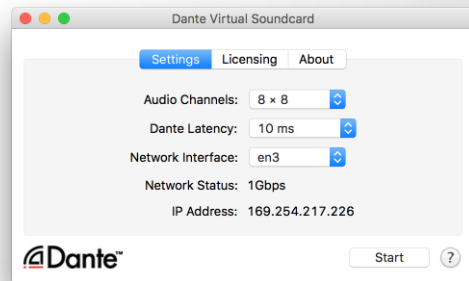 Dante Virtual Soundcard
Settings Licensing About
Audio Channels: 8 × 8
Dante Latency: 10 ms
Network Interface: en3
Network Status: 1Gbps
IP Address: 169.254.217.226
Dante™ Start ?